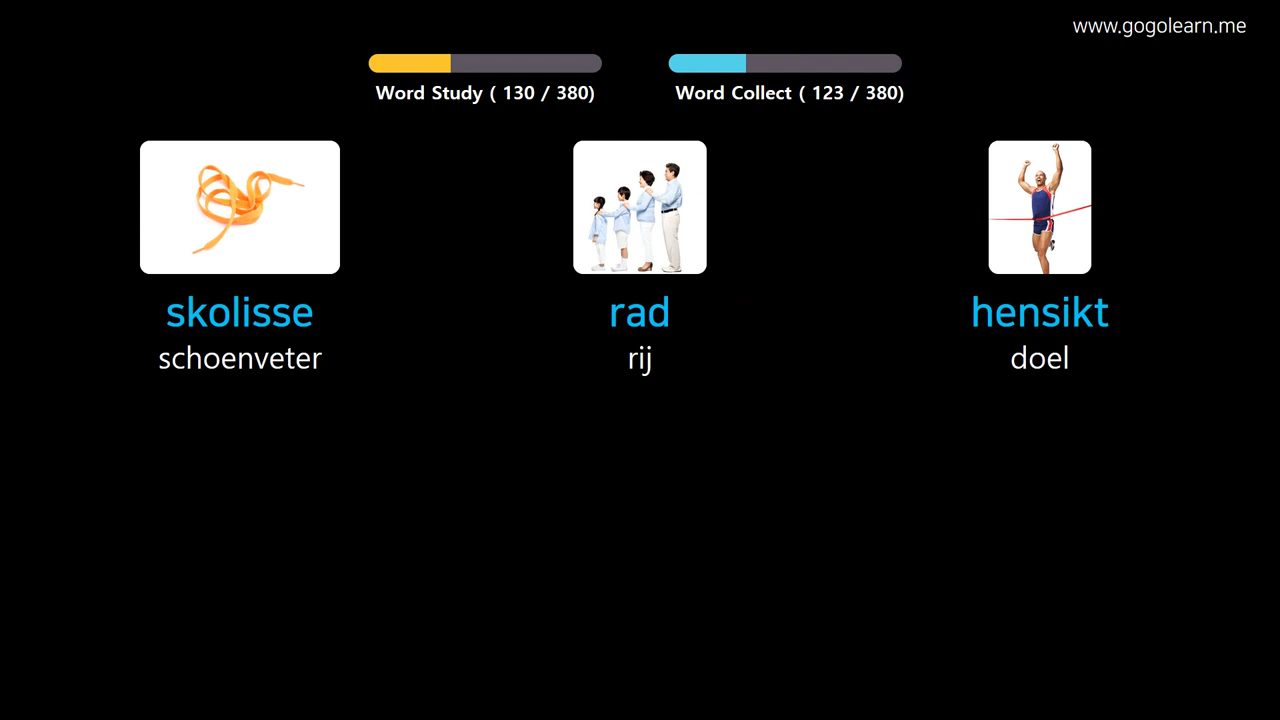 www.gogolearn.me
Word Study ( 130 / 380)
Word Collect ( 123 / 380)
skolisse
rad
hensikt
schoenveter
rij
doel